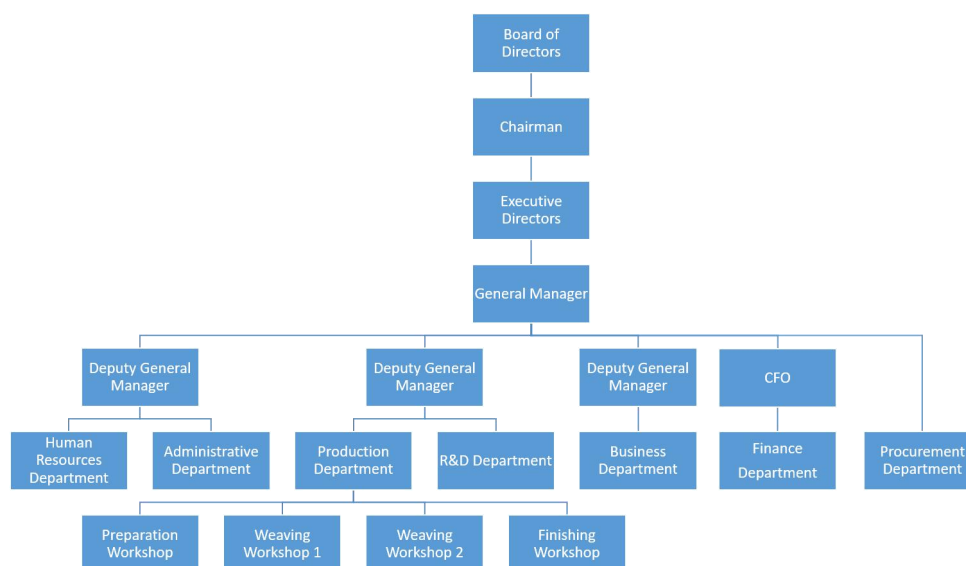 Board of
Directors
Chairman
Executive
Directors
General Manager
Deputy General
Manager
Deputy General
Manager
Deputy General
Manager
CFO
Human
Resources
Department
Administrative
Department
Production
Department
R&D Department
Business
Department
Finance
Department
Procurement
Department
Preparation
Workshop
Weaving
Workshop 1
Weaving
Workshop 2
Finishing
Workshop